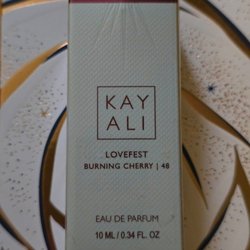 KAY
ALI
LOVEFEST
BURNING CHERRY | 48
EAU DE PARFUM
10 ML / 0.34 FL. OZ